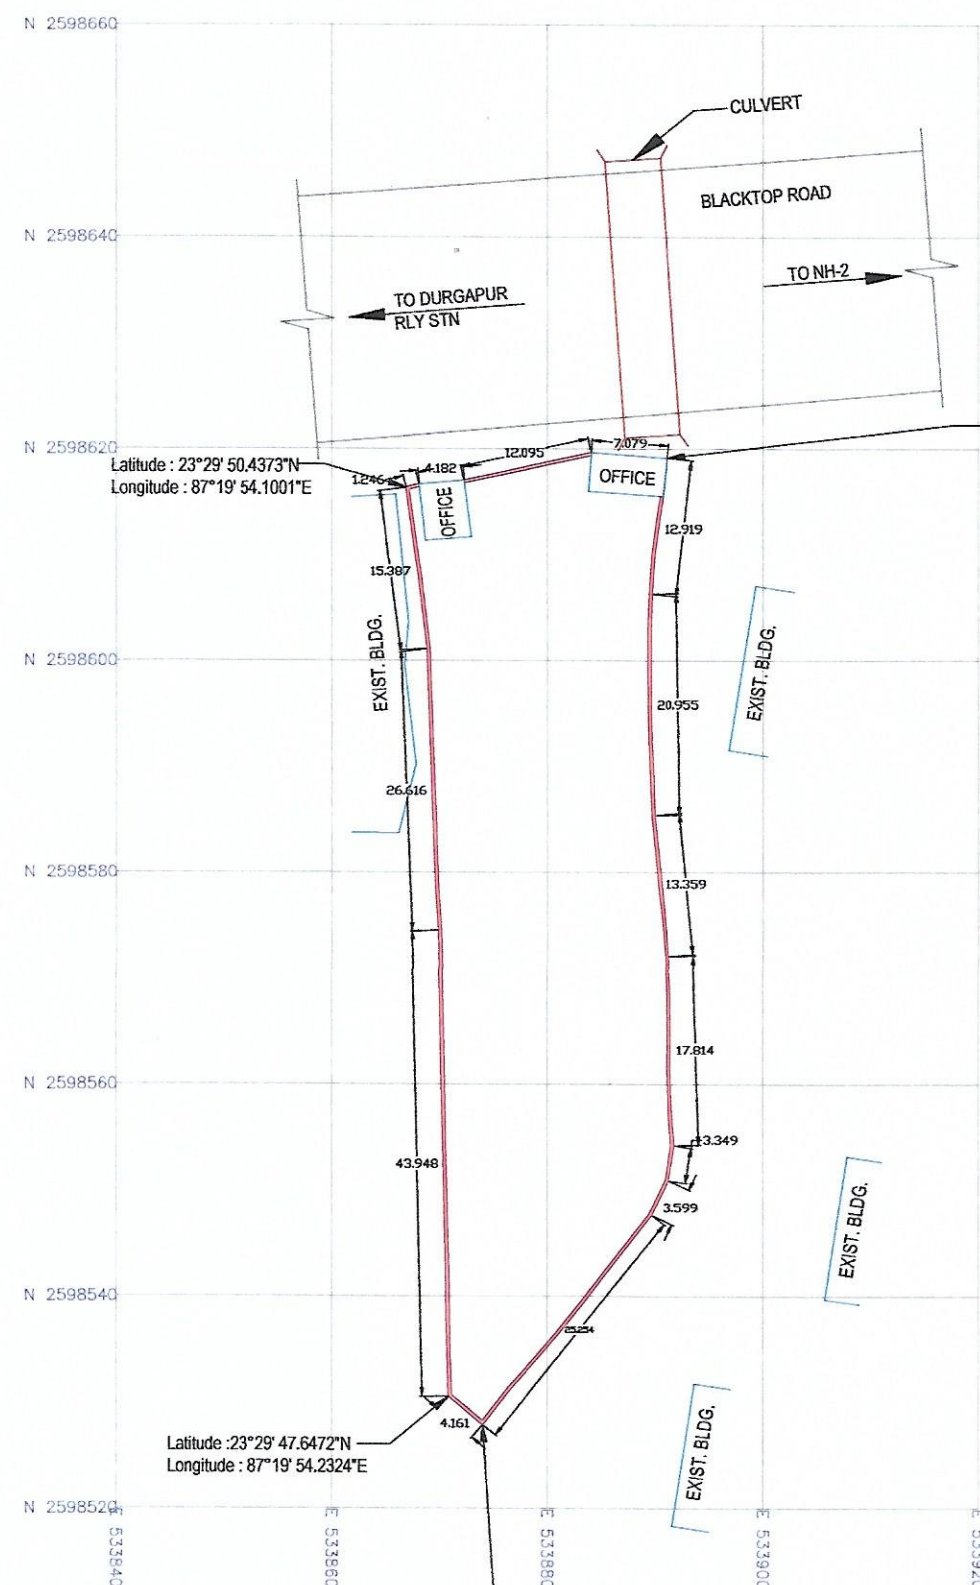 N 2598660
CULVERT
BLACKTOP ROAD
N 2598640
TO NH-2
TO DURGAPUR
RLY STN
N 2598620
7.079
12.095
4.182
1.246
Latitude : 23°29' 50.4373"N
Longitude : 87°19' 54.1001"E
OFFICE
OFFICE
12.919
15.387
EXIST. BLDG.
EXIST. BLDG.
N 2598600
20.955
26.616
N 2598580
13.359
17.814
N 2598560
3.349
43.948
3.599
EXIST. BLDG.
N 2598540
25.254
4.161
EXIST. BLDG.
Latitude :23°29' 47.6472"N
Longitude : 87°19' 54.2324"E
N 2598520
E 533840
E 533860
E 533880
E 533900
E 533920